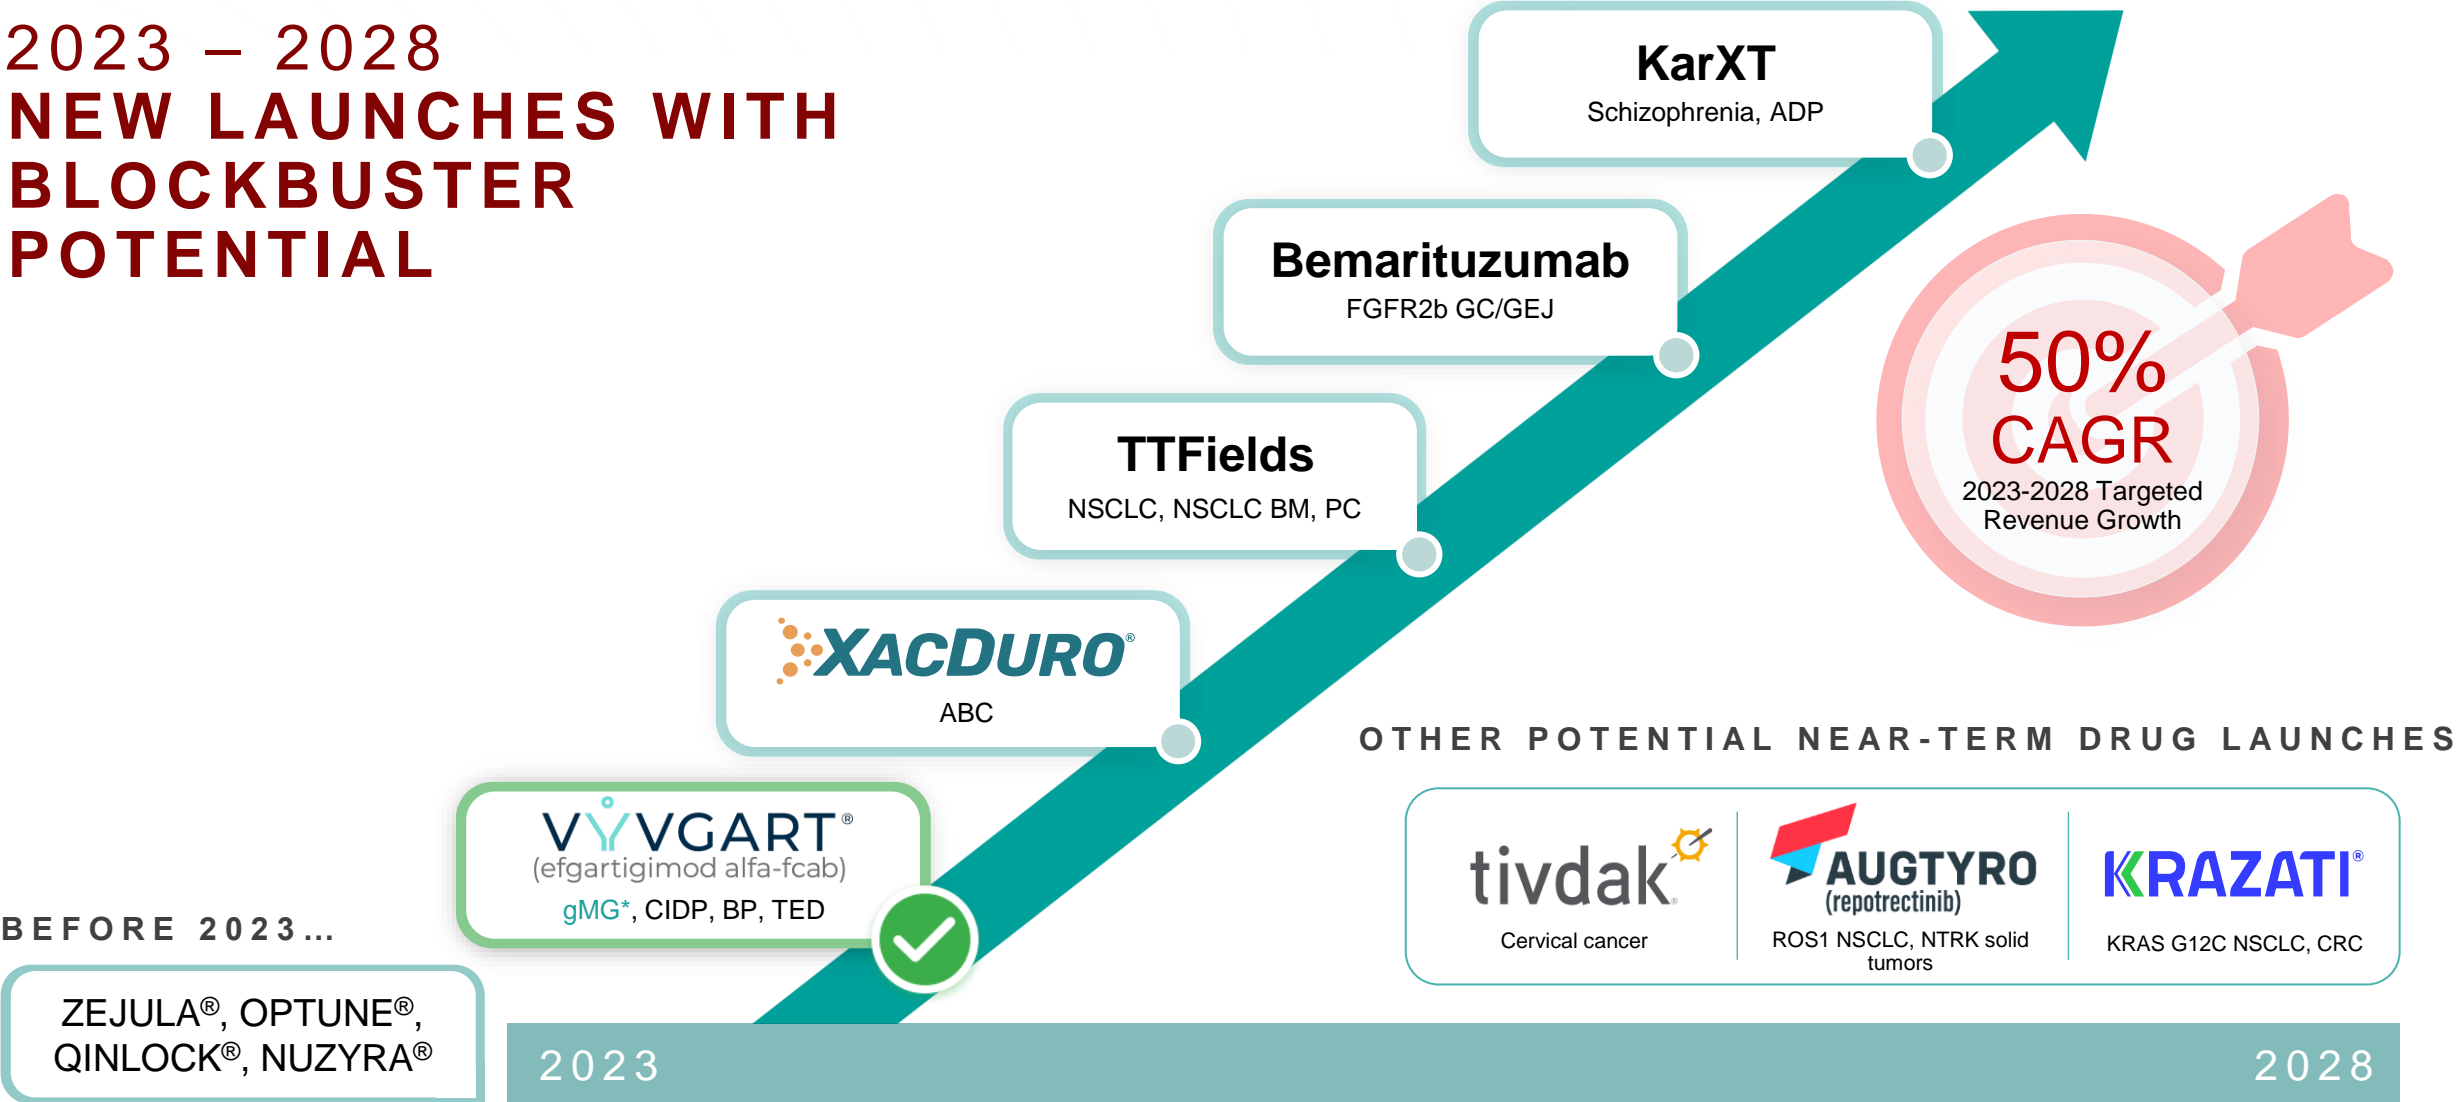 2023 – 2028
NEW LAUNCHES WITH
BLOCKBUSTER
POTENTIAL
KarXT
Schizophrenia, ADP
Bemarituzumab
FGFR2b GC/GEJ
TTFields
NSCLC, NSCLC BM, PC
XACDURO®
ABC
VYVGART®
(efgartigimod alfa-fcab)
gMG*, CIDP, BP, TED
BEFORE 2023…
ZEJULA®, OPTUNE®,
QINLOCK®, NUZYRA®
50%
CAGR
2023-2028 Targeted
Revenue Growth
OTHER POTENTIAL NEAR-TERM DRUG LAUNCHES
tivdak®
Cervical cancer
AUGTYRO
(repotrectinib)
ROS1 NSCLC, NTRK solid
tumors
KRAZATI®
KRAS G12C NSCLC, CRC
2023
2028